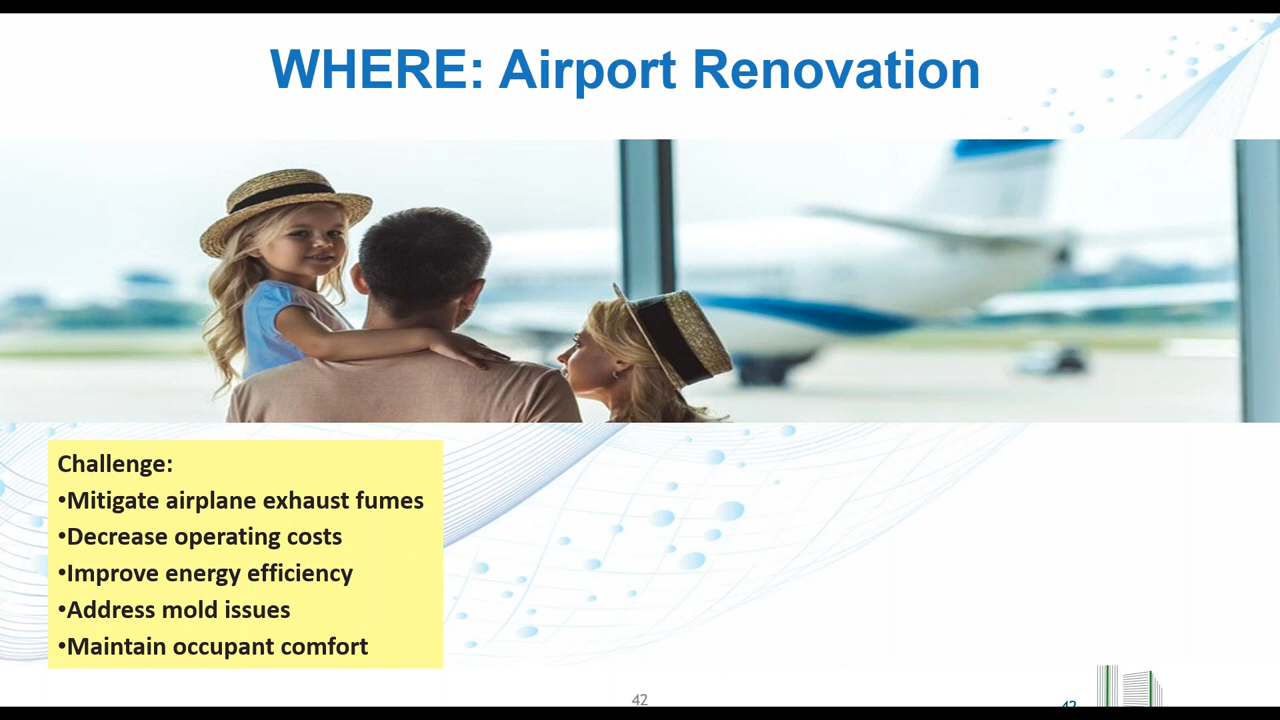 WHERE: Airport Renovation
Challenge:
•Mitigate airplane exhaust fumes
•Decrease operating costs
•Improve energy efficiency
•Address mold issues
•Maintain occupant comfort
42
42